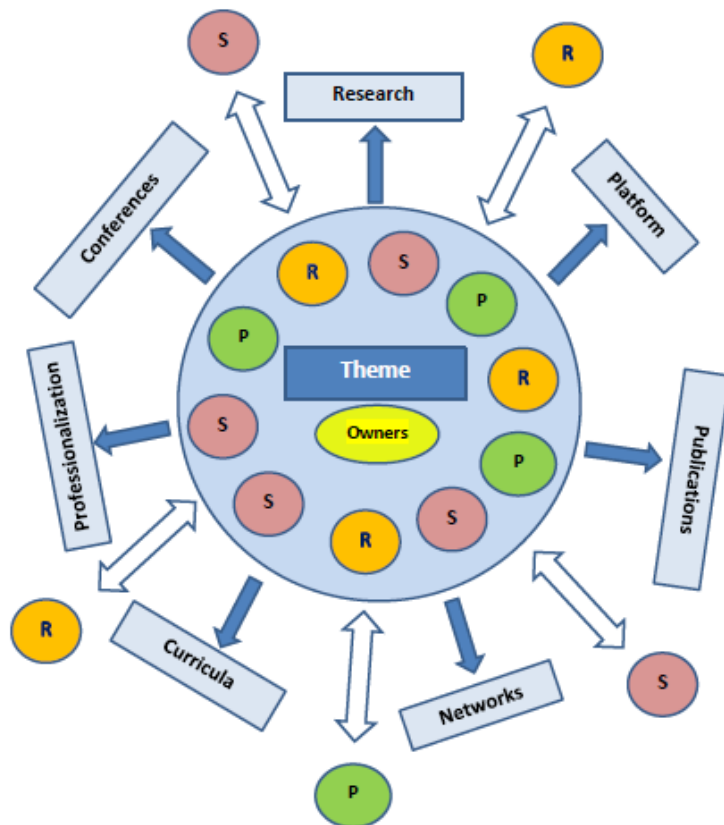 S
R
Research
Conferences
Platform
R
S
P
P
Theme
R
S
Owners
P
Professionalization
Publications
S
S
R
R
Curricula
Networks
S
P